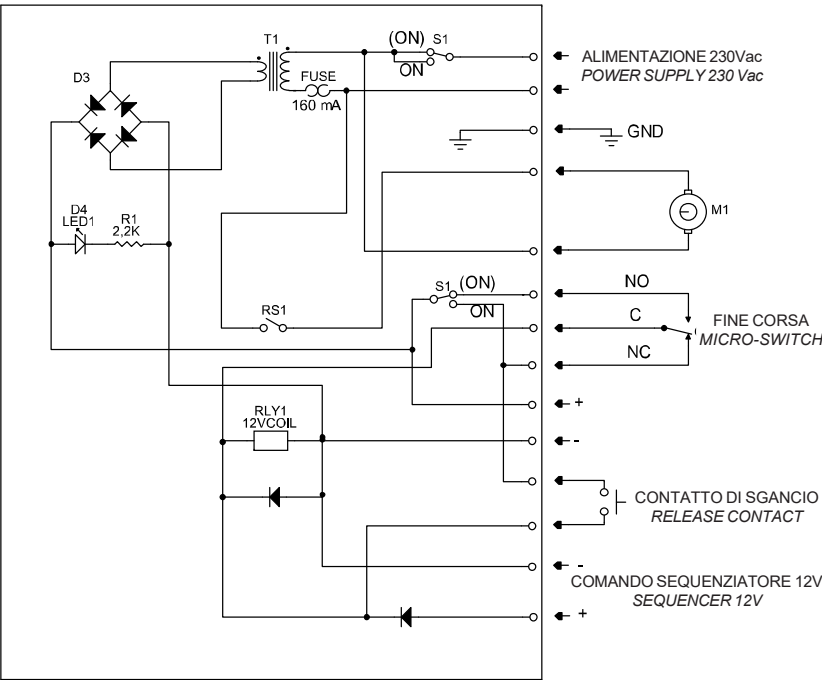 T1
(ON) S1
ON
ALIMENTAZIONE 230Vac
POWER SUPPLY 230 Vac
D3
FUSE
160 mA
GND
D4
LED1
R1
2,2K
M1
S1 (ON)
ON
NO
RS1
C
FINE CORSA
MICRO-SWITCH
NC
+
RLY1
12VCOIL
-
CONTATTO DI SGANCIO
RELEASE CONTACT
-
COMANDO SEQUENZIATORE 12V
SEQUENCER 12V
+